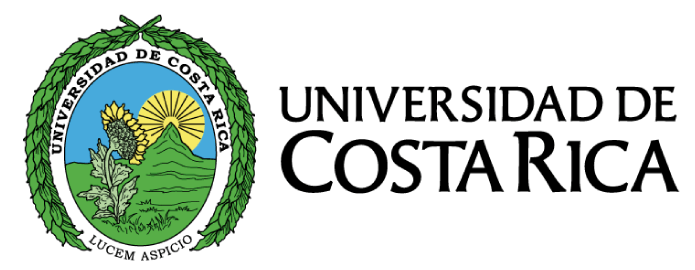 UNIVERSIDAD DE COSTA RICA
LUCEM ASPICIO
UNIVERSIDAD DE
COSTA RICA